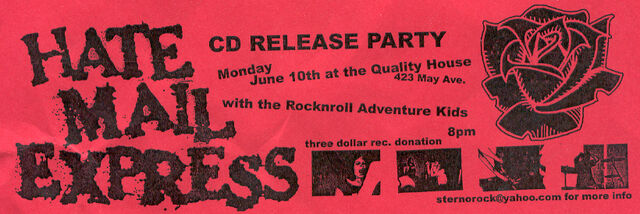 HATE
MAIL
EXPRESS
CD RELEASE PARTY
Monday
June 10th at the Quality House
423 May Ave.
with the Rocknroll Adventure Kids
8pm
three dollar rec. donation
sternorock@yahoo.com for more info